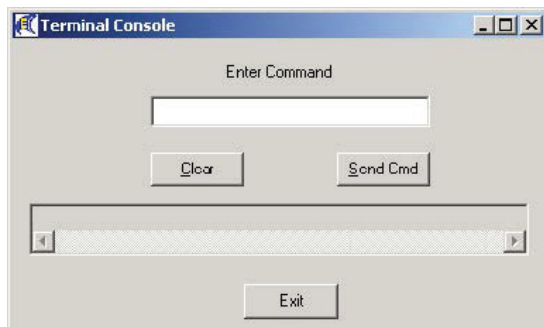 Terminal Console
Enter Command
Clear
Send Cmd
Exit